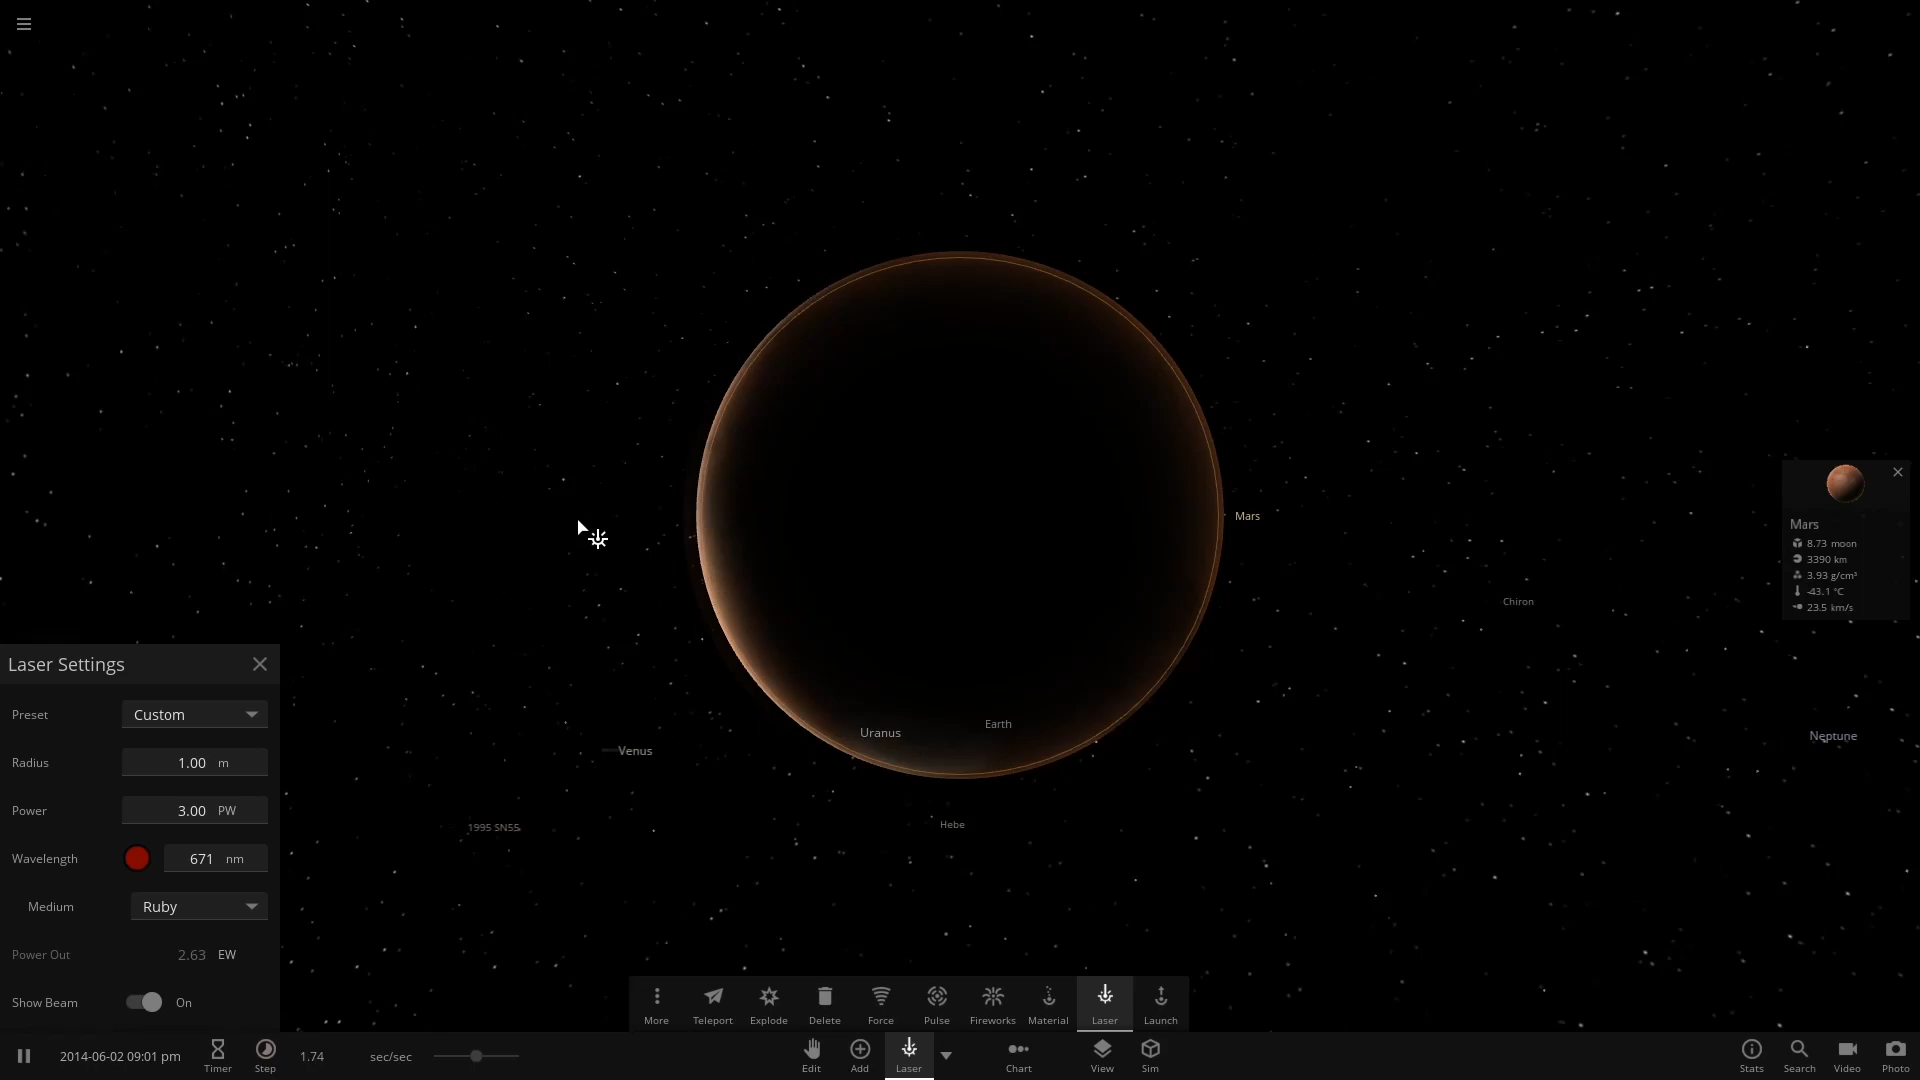 Mars
Mars
8.73 moon
3390 km
3.93 g/cm³
-43.1 °C
23.5 km/s
Chiron
Laser Settings
Preset Custom
Radius 1.00 m
Power 3.00 PW
Wavelength 671 nm
Medium Ruby
Power Out 2.63 EW
Show Beam On
Uranus
Earth
Venus
Neptune
1995 SN55
Hebe
More Teleport Explode Delete Force Pulse Fireworks Material Laser Launch
2014-06-02 09:01 pm Timer Step 1.74 sec/sec Edit Add Laser Chart View Sim Stats Search Video Photo